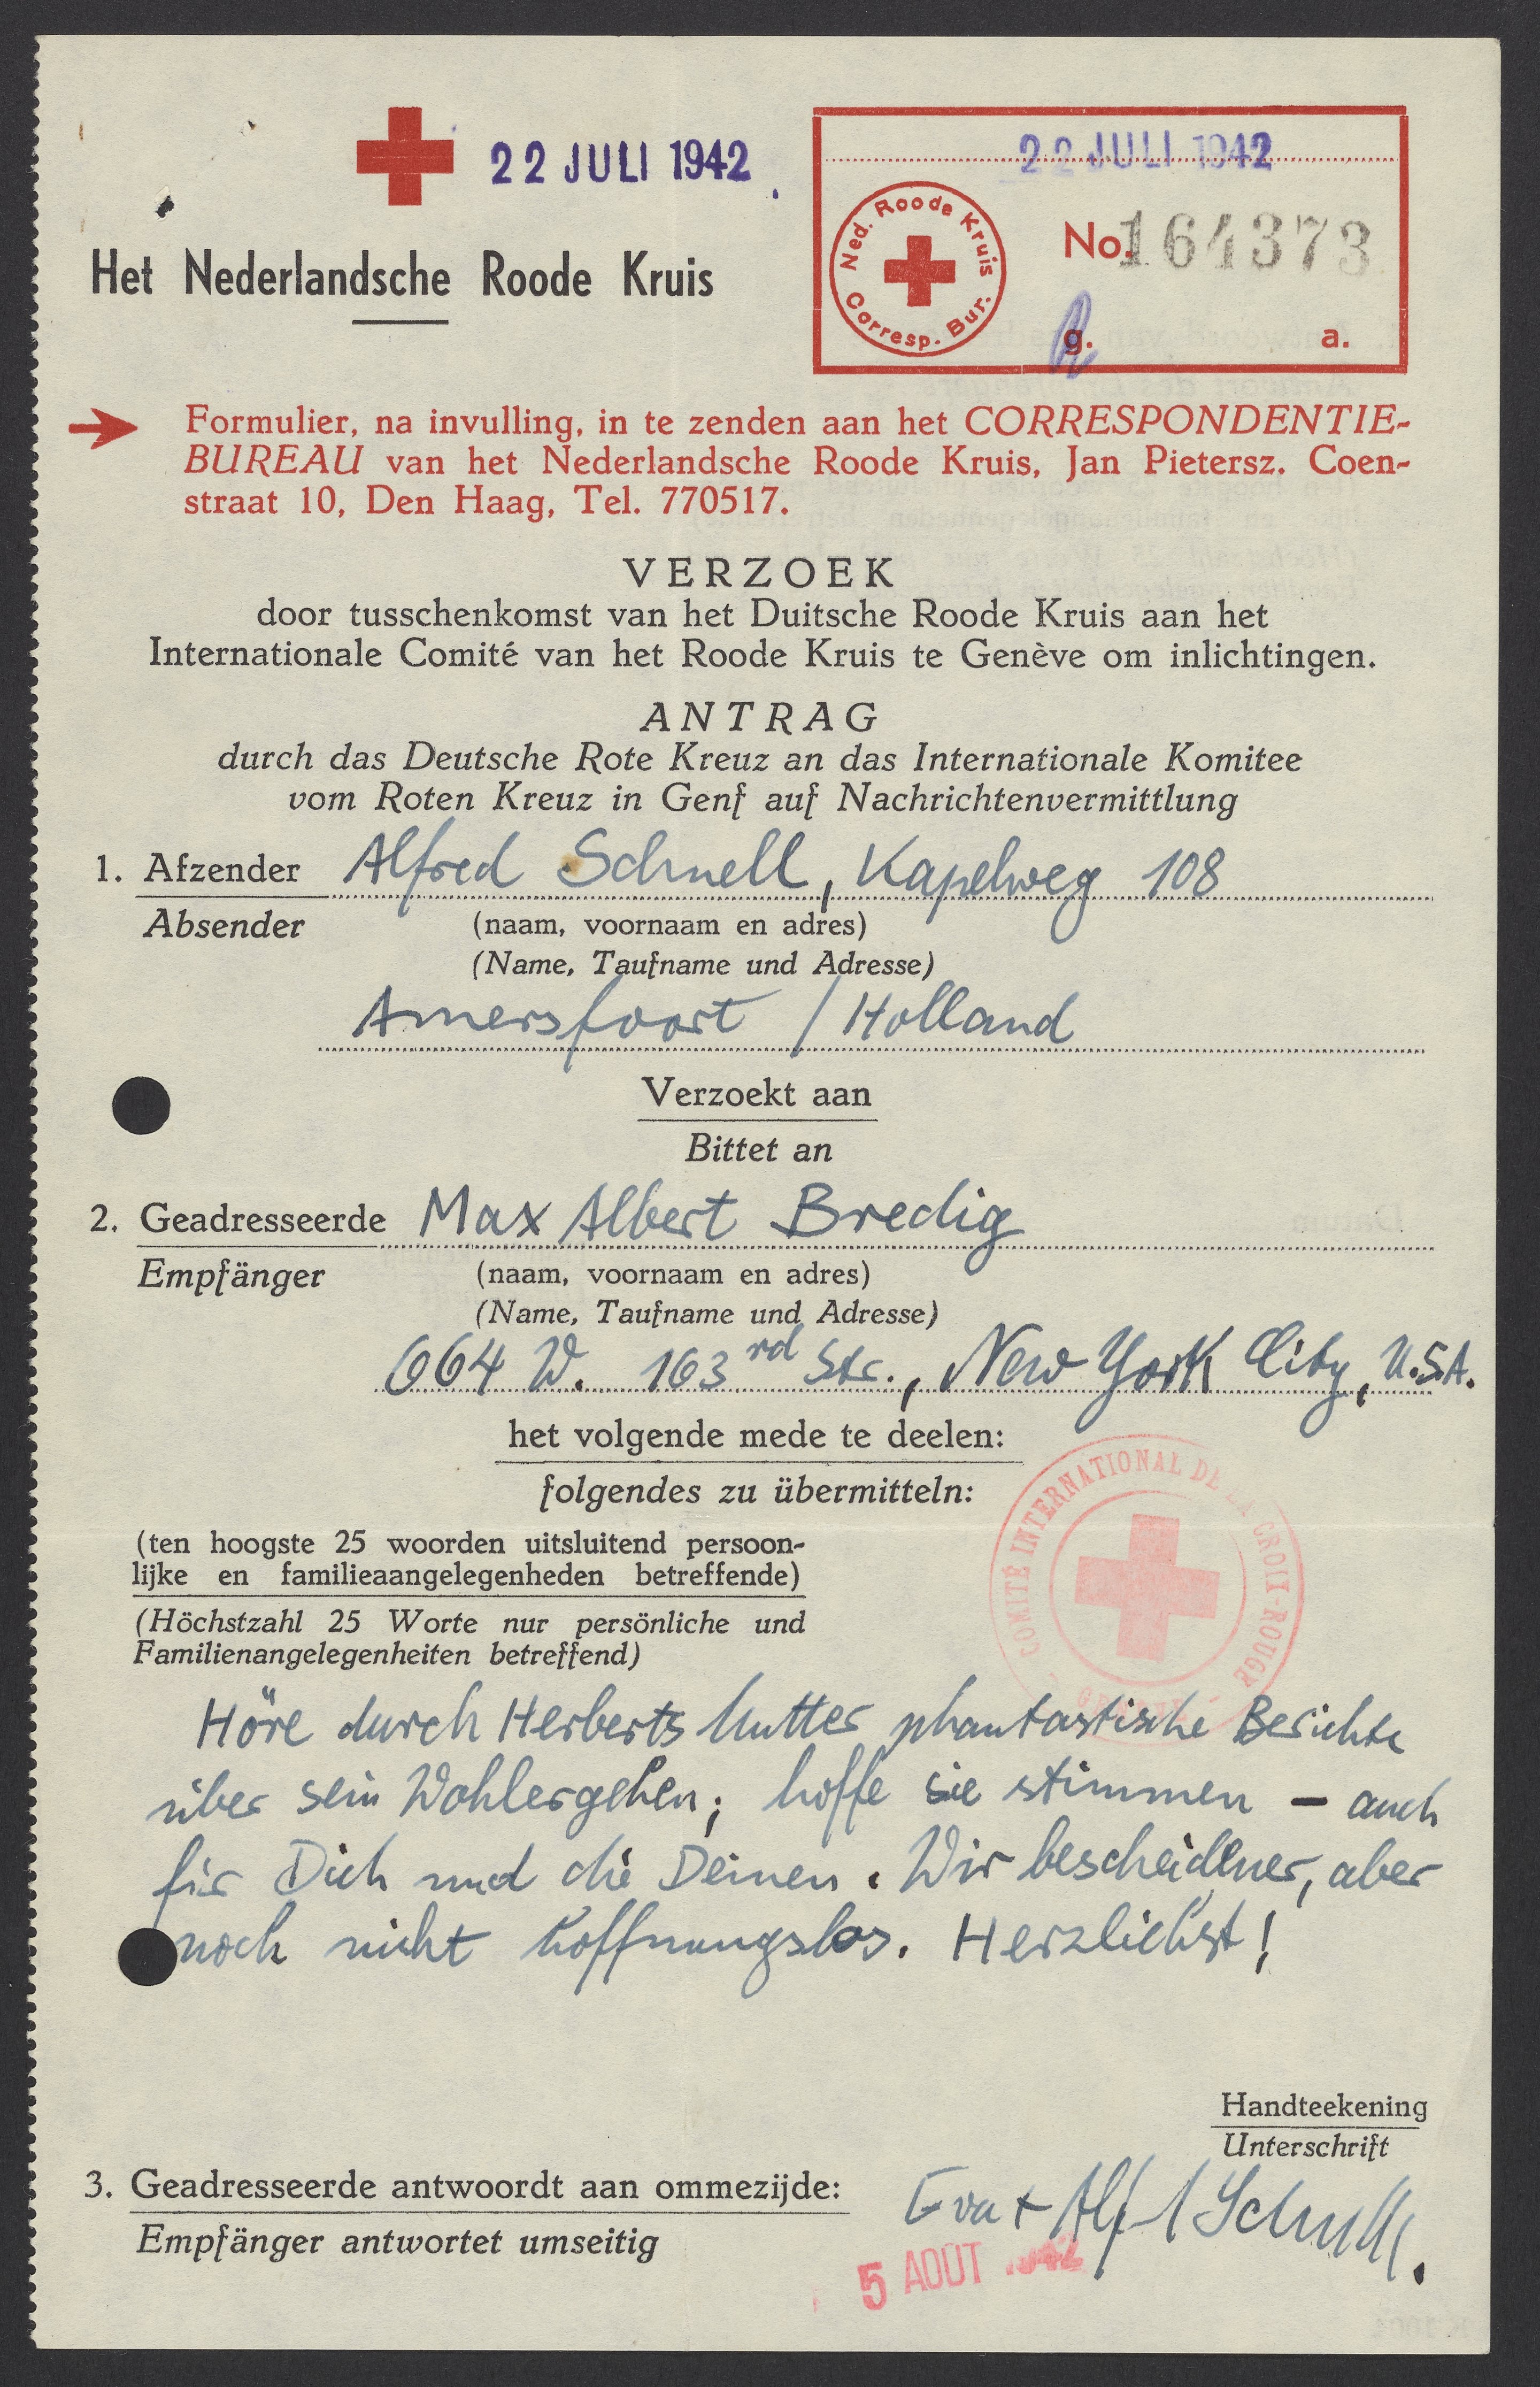 22 JULI 1942
22 JULI 1942
Het Nederlandsche Roode Kruis
Ned. Roode Kruis
Corresp. Bur.
No. 164373
g. a.
Formulier, na invulling, in te zenden aan het CORRESPONDENTIE-
BUREAU van het Nederlandsche Roode Kruis, Jan Pietersz. Coen-
straat 10, Den Haag, Tel. 770517.
VERZOEK
door tusschenkomst van het Duitsche Roode Kruis aan het
Internationale Comité van het Roode Kruis te Genève om inlichtingen.
ANTRAG
durch das Deutsche Rote Kreuz an das Internationale Komitee
vom Roten Kreuz in Genf auf Nachrichtenvermittlung
1. Afzender Alfred Schnell, Kapelweg 108
Absender (naam, voornaam en adres)
(Name, Taufname und Adresse)
Amersfoort / Holland
Verzoekt aan
Bittet an
2. Geadresseerde Max Albert Bredig
Empfänger (naam, voornaam en adres)
(Name, Taufname und Adresse)
664 W. 163rd Str., New York City, U.S.A.
het volgende mede te deelen:
folgendes zu übermitteln:
COMITÉ INTERNATIONAL DE LA CROIX-ROUGE
(ten hoogste 25 woorden uitsluitend persoon-
lijke en familieaangelegenheden betreffende)
(Höchstzahl 25 Worte nur persönliche und
Familienangelegenheiten betreffend)
Höre durch Herberts Mutter phantastische Berichte
über sein Wohlergehen; hoffe sie stimmen – auch
für Dich und die Deinen. Wir bescheidener, aber
noch nicht hoffnungslos. Herzlichst!
Handteekening
Unterschrift
3. Geadresseerde antwoordt aan ommezijde:
Empfänger antwortet umseitig
Eva + Alfred Schnell.
5 AOUT 1942